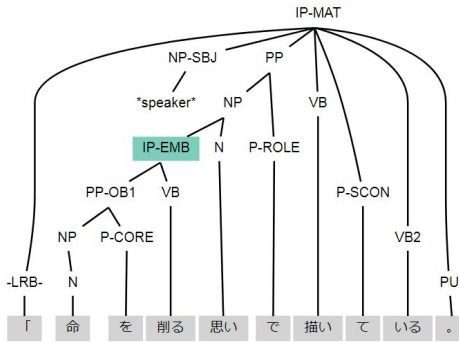 IP-MAT
NP-SBJ PP
*speaker* NP VB
IP-EMB N P-ROLE
PP-OB1 VB P-SCON
NP P-CORE VB2
-LRB- N PU
「 命 を 削る 思い で 描い て いる 。